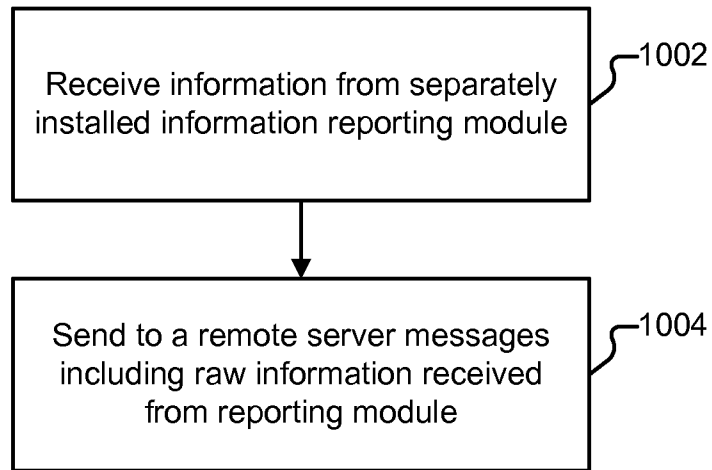 Receive information from separately
installed information reporting module
1002
Send to a remote server messages
including raw information received
from reporting module
1004